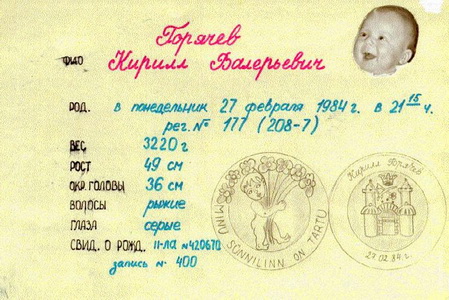 Горячев
ФИО Кирилл Валерьевич
РОД. в понедельник 27 февраля 1984 г. в 21 15 ч.
рег. № 177 (208-7)
ВЕС 3220 г
РОСТ 49 см
ОКР. ГОЛОВЫ 36 см
ВОЛОСЫ рыжие
ГЛАЗА серые
СВИД. О РОЖД. II-ЛА №420670
запись № 400
MINU SÜNNILINN ON TARTU
Кирилл Горячев
27.02.84 г.